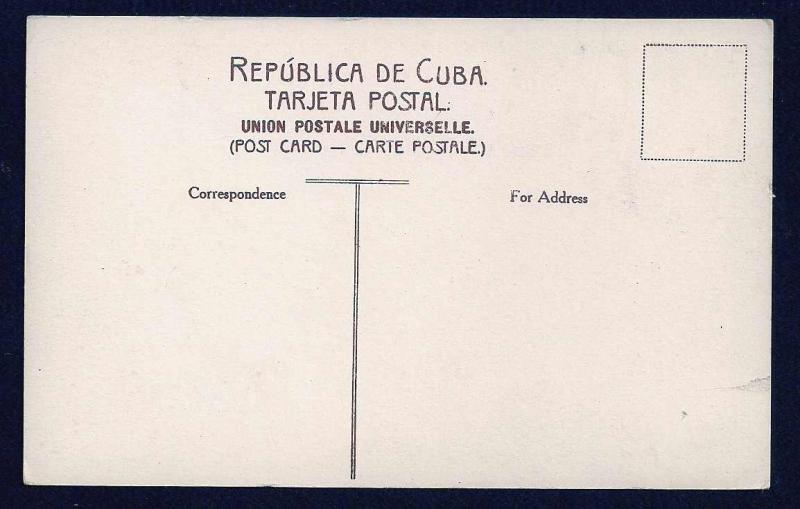 REPÚBLICA DE CUBA.
TARJETA POSTAL.
UNION POSTALE UNIVERSELLE.
(POST CARD — CARTE POSTALE.)
Correspondence
For Address